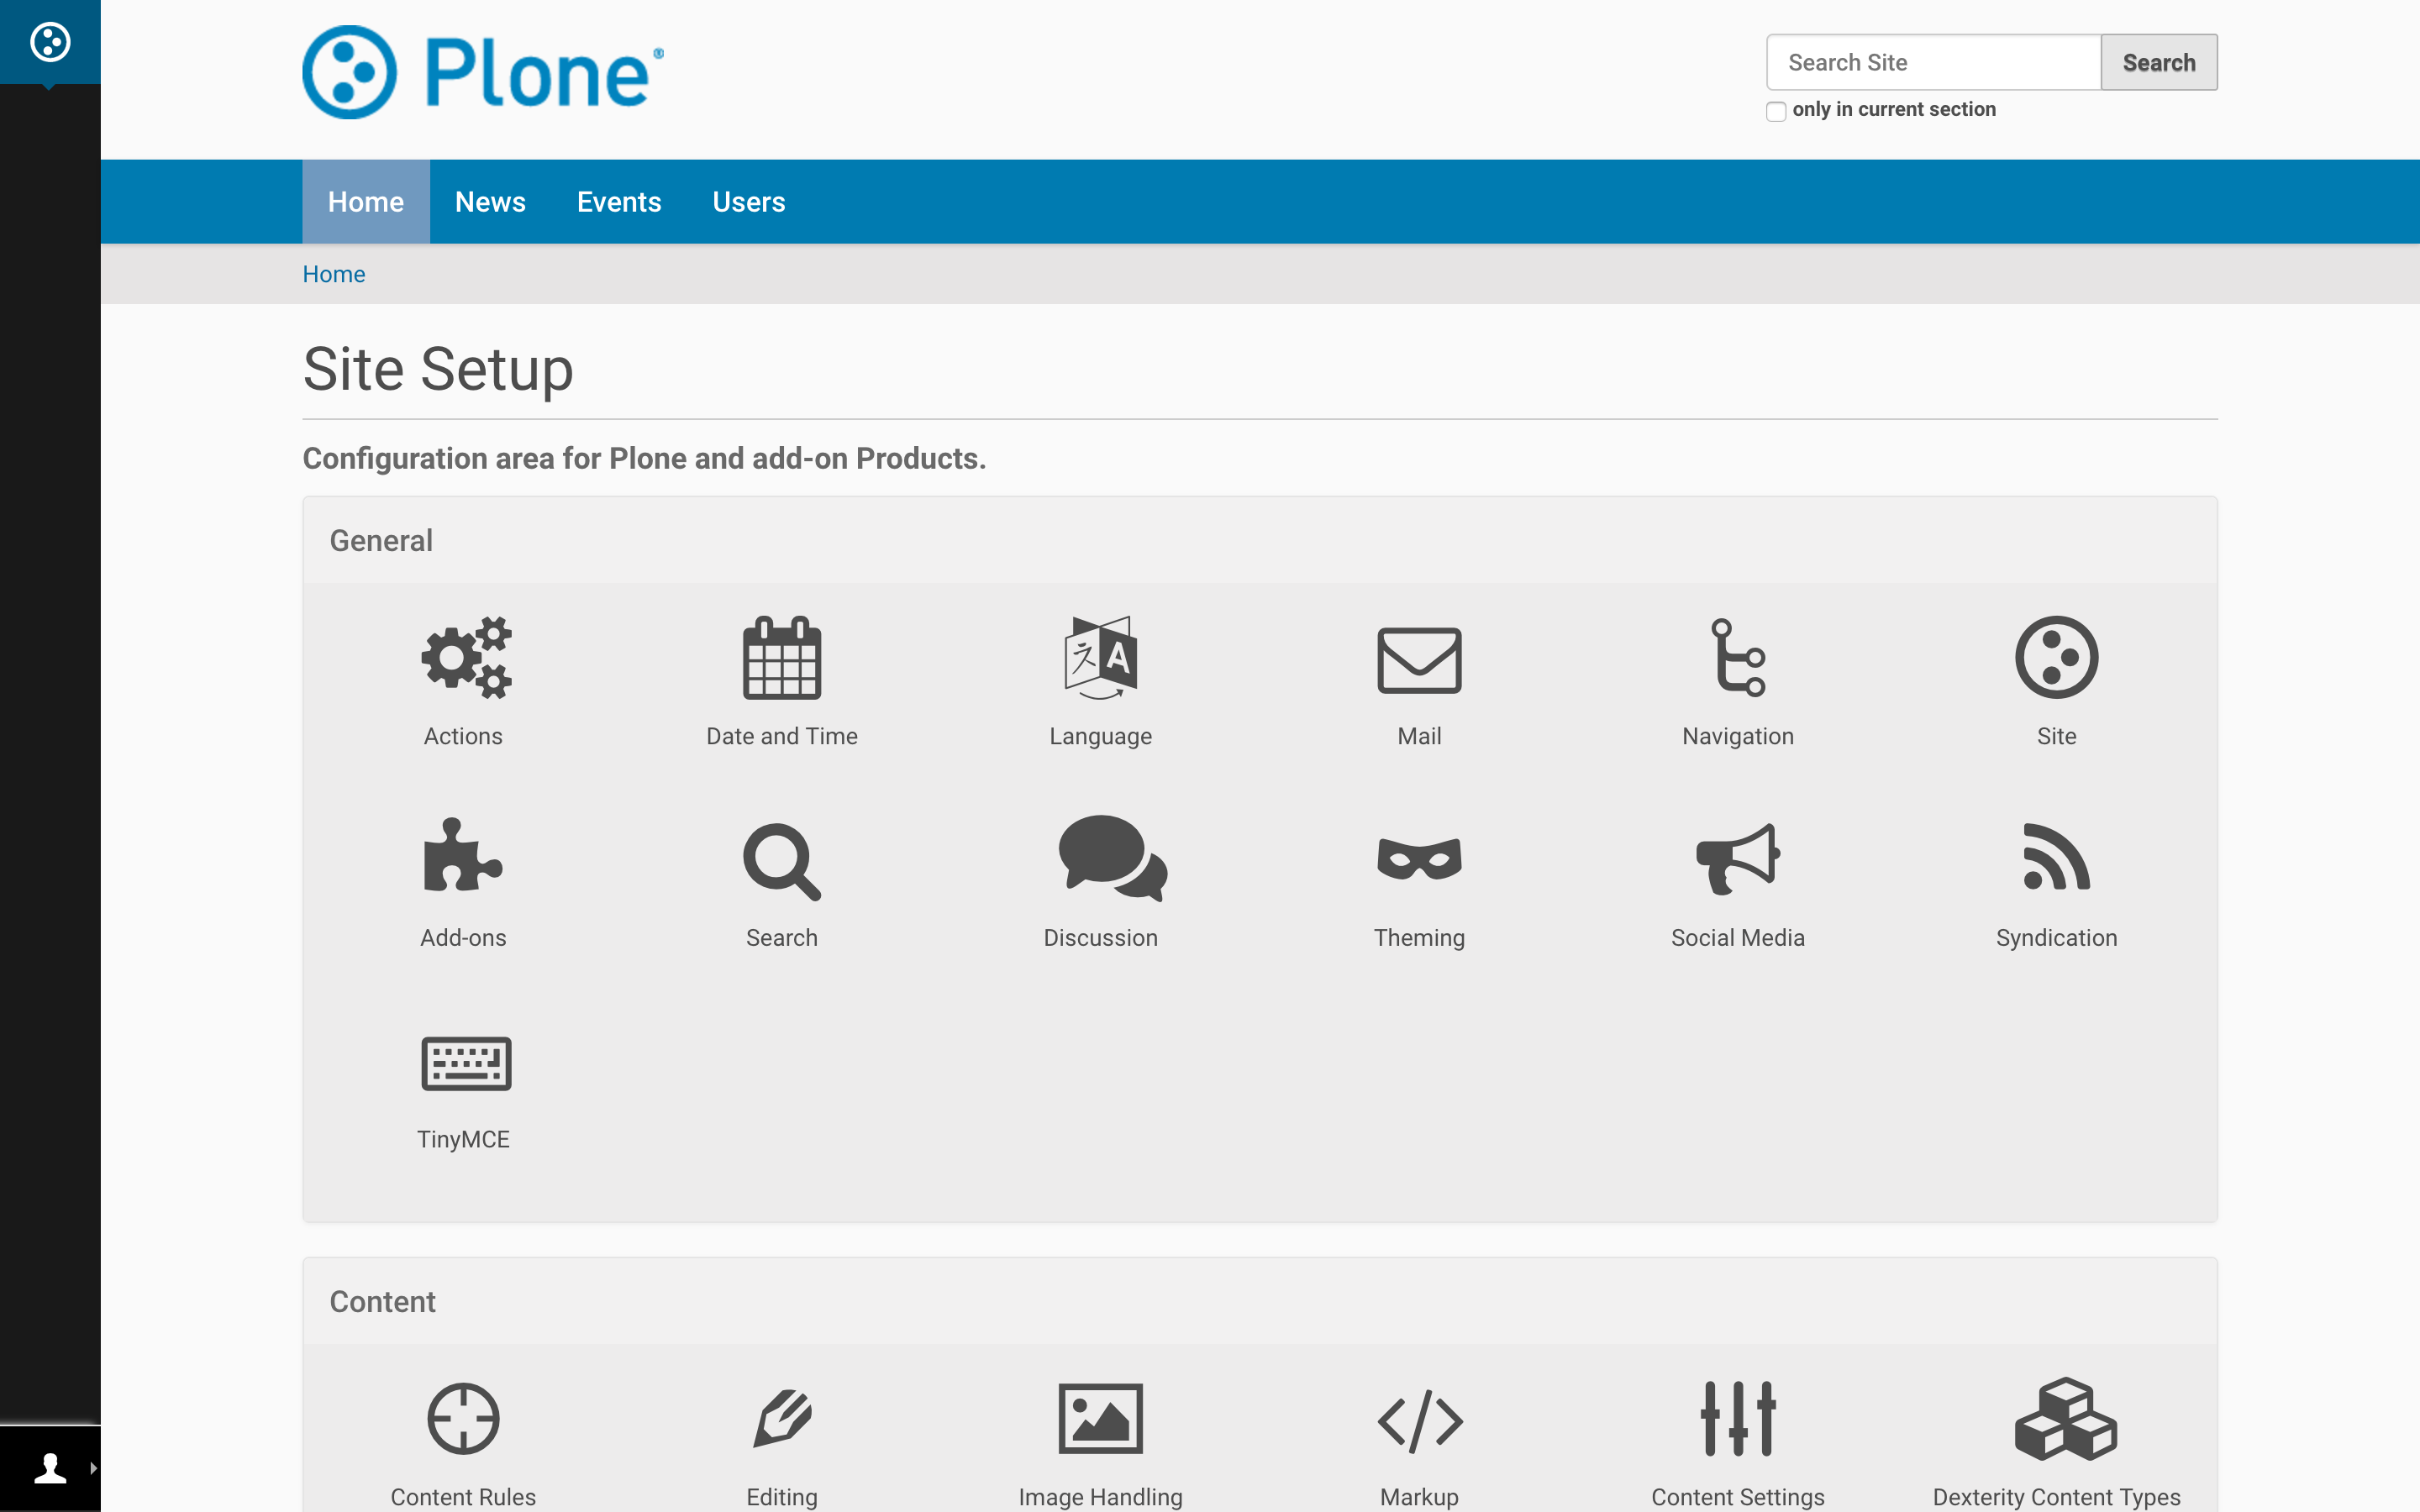 Plone®
Search Site
Search
only in current section
Home News Events Users
Home
Site Setup
Configuration area for Plone and add-on Products.
General
A
Actions Date and Time Language Mail Navigation Site
Add-ons Search Discussion Theming Social Media Syndication
TinyMCE
Content
Content Rules Editing Image Handling Markup Content Settings Dexterity Content Types